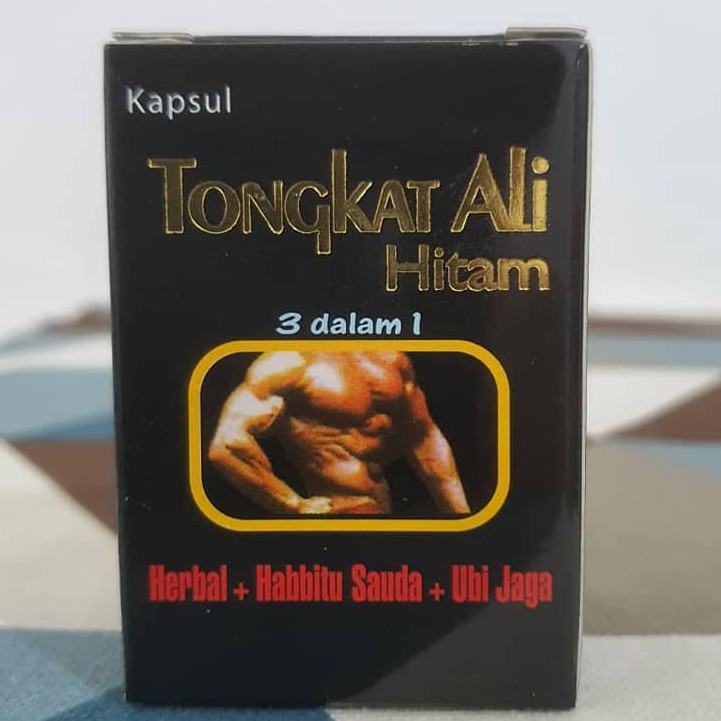 Kapsul
TONGKAT ALi
Hitam
3 dalam 1
Herbal + Habbitu Sauda + Ubi Jaga